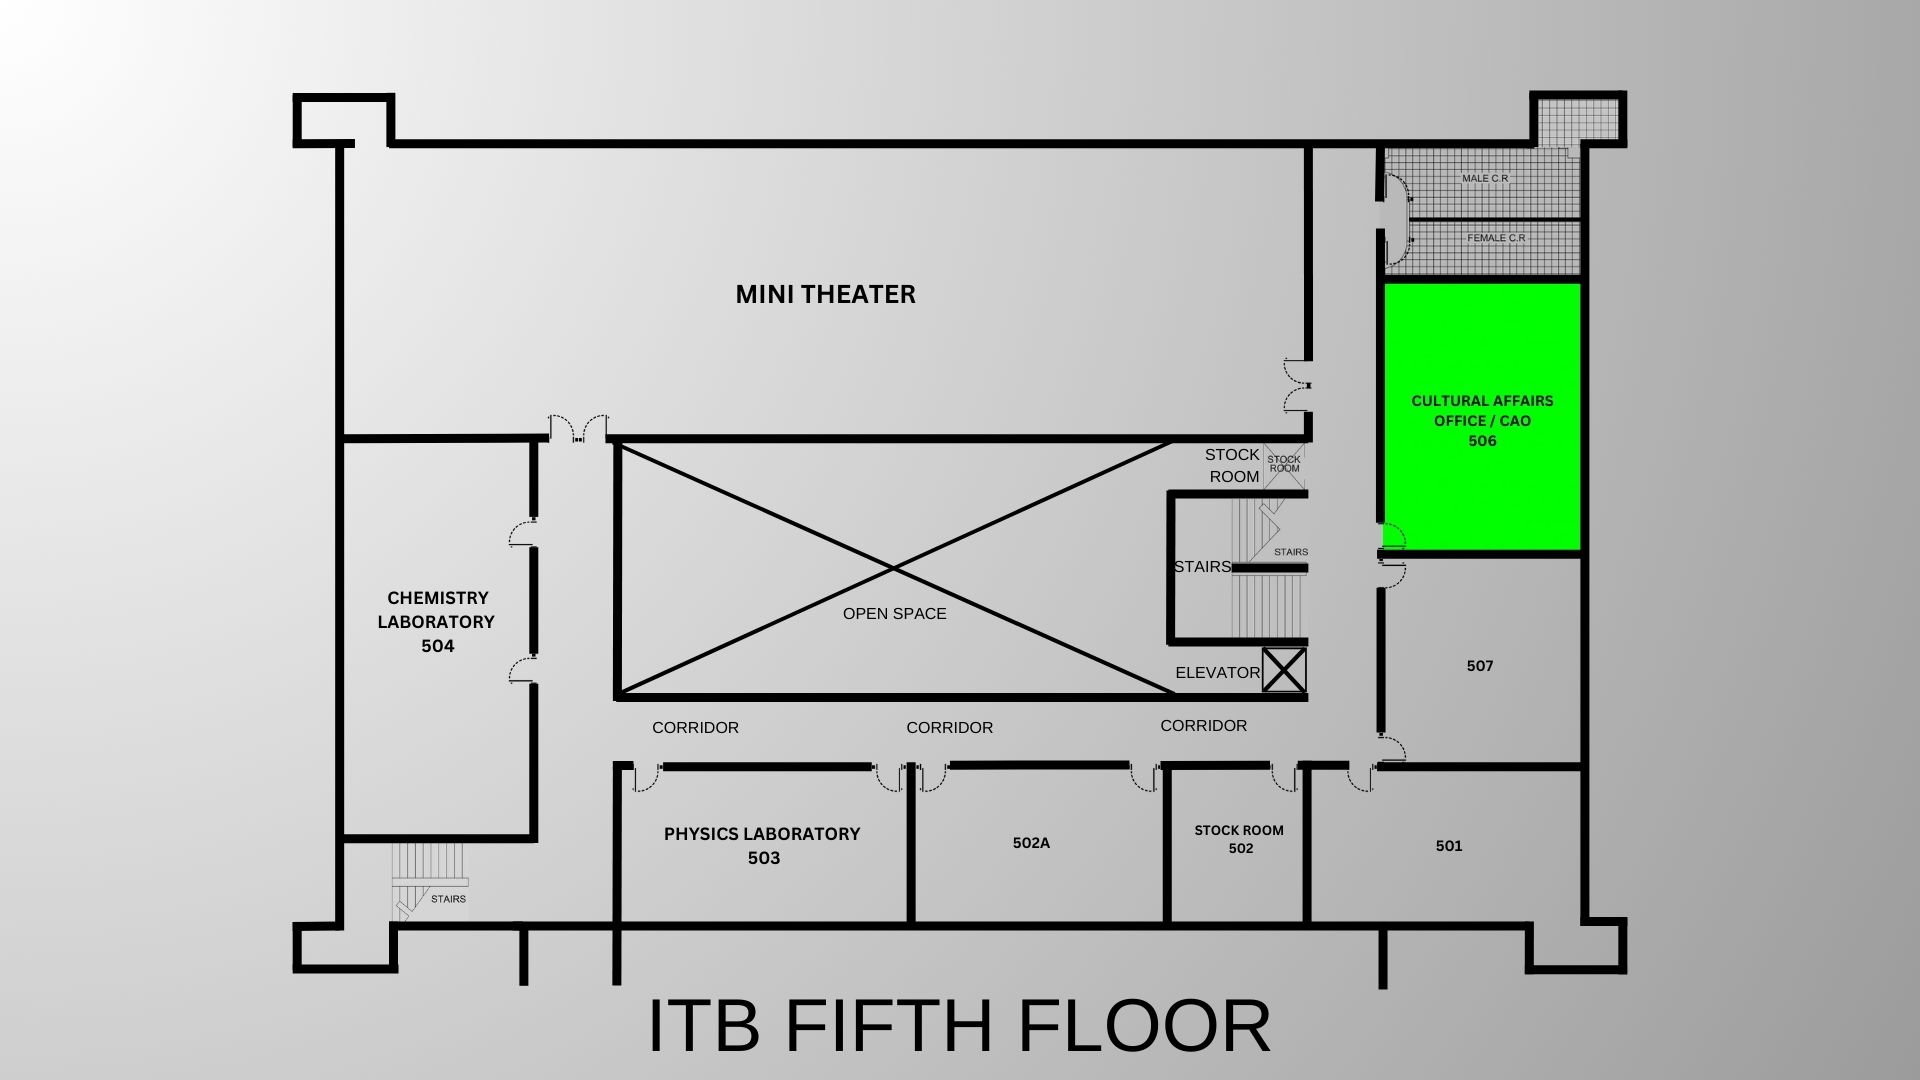 MALE C.R
FEMALE C.R
MINI THEATER
CULTURAL AFFAIRS
OFFICE / CAO
506
STOCK
ROOM
STOCK
ROOM
STAIRS
STAIRS
CHEMISTRY
LABORATORY
504
OPEN SPACE
507
ELEVATOR
CORRIDOR
CORRIDOR
CORRIDOR
PHYSICS LABORATORY
503
502A
STOCK ROOM
502
501
STAIRS
ITB FIFTH FLOOR